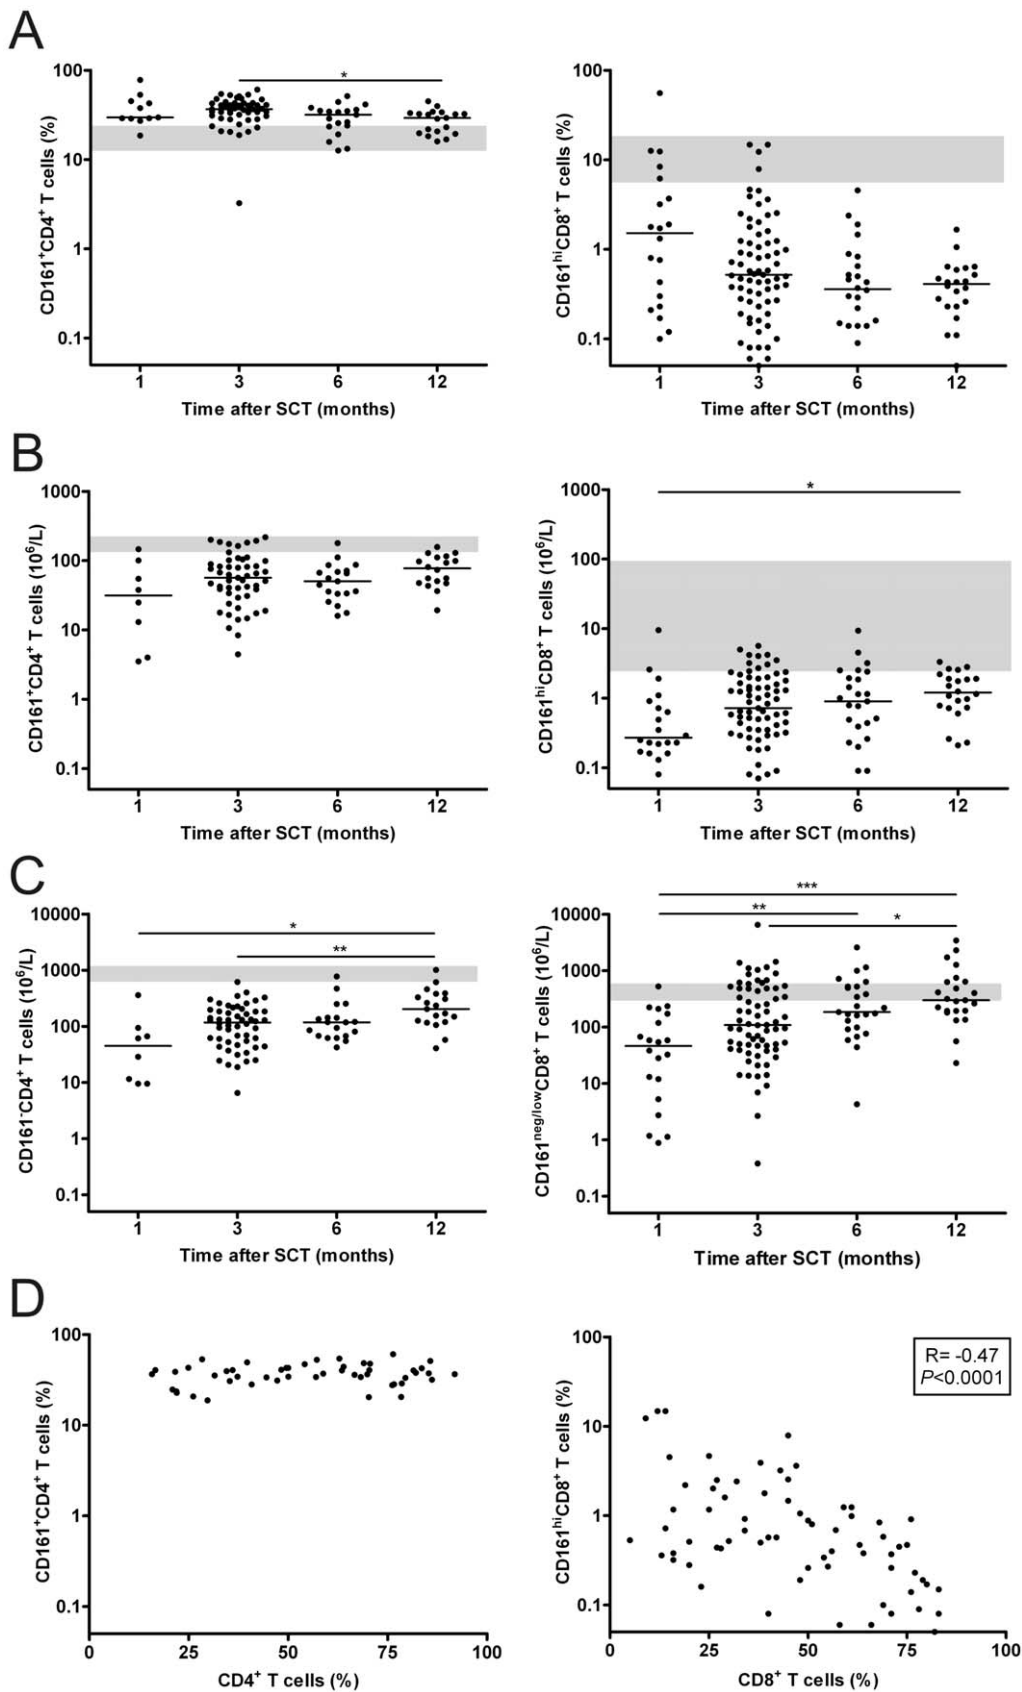 A
CD161+CD4+ T cells (%)
100
10
1
0.1
*
1 3 6 12
Time after SCT (months)
CD161hiCD8+ T cells (%)
100
10
1
0.1
1 3 6 12
Time after SCT (months)
B
CD161+CD4+ T cells (10⁶/L)
1000
100
10
1
0.1
1 3 6 12
Time after SCT (months)
CD161hiCD8+ T cells (10⁶/L)
1000
100
10
1
0.1
*
1 3 6 12
Time after SCT (months)
C
CD161-CD4+ T cells (10⁶/L)
10000
1000
100
10
1
0.1
*
**
1 3 6 12
Time after SCT (months)
CD161neg/lowCD8+ T cells (10⁶/L)
10000
1000
100
10
1
0.1
***
**
*
1 3 6 12
Time after SCT (months)
D
CD161+CD4+ T cells (%)
100
10
1
0.1
0 25 50 75 100
CD4+ T cells (%)
CD161hiCD8+ T cells (%)
100
10
1
0.1
R= -0.47
P<0.0001
0 25 50 75 100
CD8+ T cells (%)